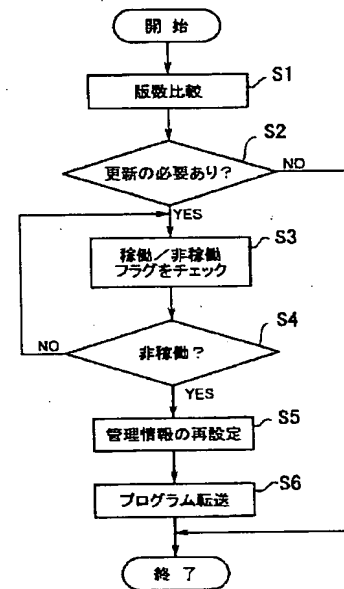 開 始
S1
版数比較
S2
更新の必要あり?
NO
YES
S3
稼働／非稼働
フラグをチェック
S4
非稼働?
NO
YES
S5
管理情報の再設定
S6
プログラム転送
終 了